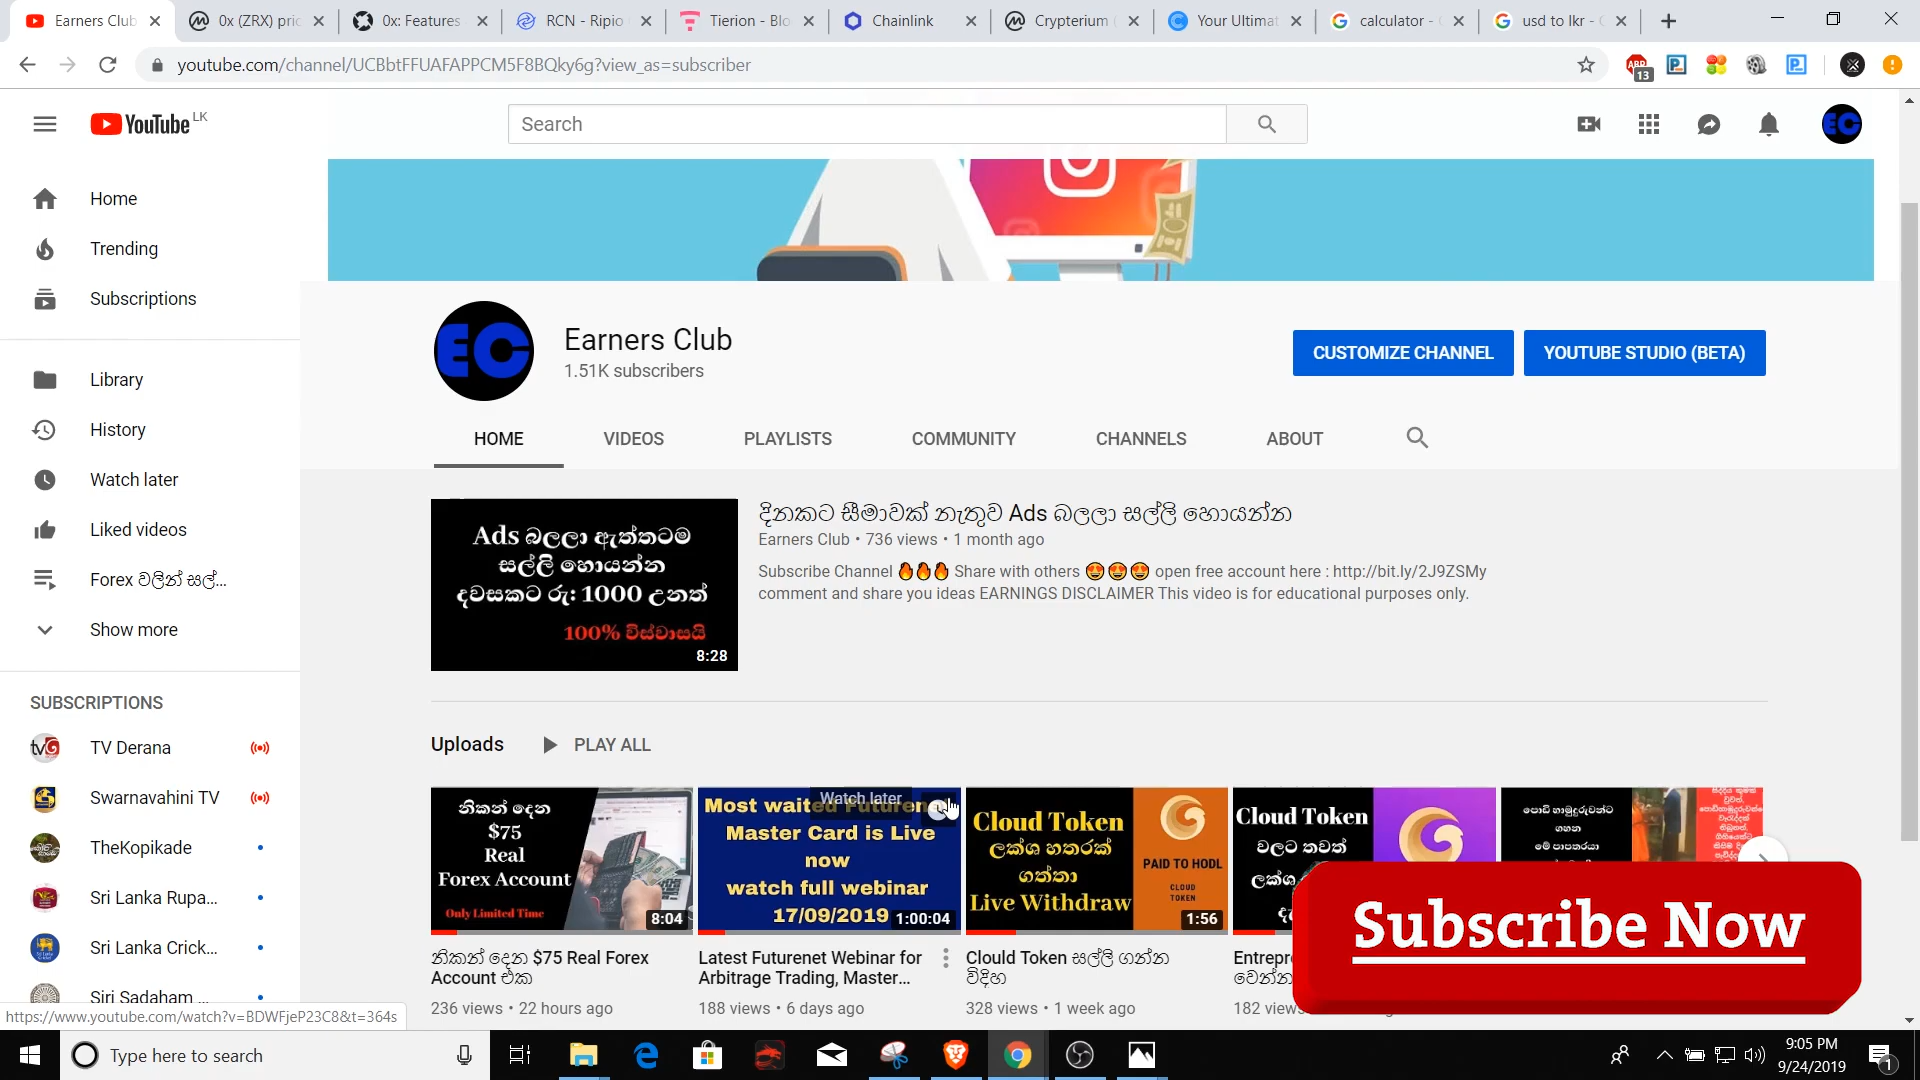 Earners Club
0x (ZRX) pric
0x: Features
RCN - Ripio
Tierion - Blo
Chainlink
Crypterium (
Your Ultimat
calculator - G
usd to lkr - G
youtube.com/channel/UCBbtFFUAFAPPCM5F8BQky6g?view_as=subscriber
ABP
13
YouTube LK
Search
EC
Home
Trending
Subscriptions
Library
History
Watch later
Liked videos
Forex වලින් සල්...
Show more
SUBSCRIPTIONS
TV Derana
Swarnavahini TV
TheKopikade
Sri Lanka Rupa...
Sri Lanka Crick...
Siri Sadaham ...
EC
Earners Club
1.51K subscribers
CUSTOMIZE CHANNEL
YOUTUBE STUDIO (BETA)
HOME
VIDEOS
PLAYLISTS
COMMUNITY
CHANNELS
ABOUT
Ads බලලා ඇත්තටම
සල්ලි හොයන්න
දවසකට රු: 1000 උනත්
100% විස්වාසයි
8:28
දිනකට සීමාවක් නැතුව Ads බලලා සල්ලි හොයන්න
Earners Club • 736 views • 1 month ago
Subscribe Channel 🔥🔥🔥 Share with others 😍😍😍 open free account here : http://bit.ly/2J9ZSMy
comment and share you ideas EARNINGS DISCLAIMER This video is for educational purposes only.
Uploads
PLAY ALL
නිකන් දෙන
$75
Real
Forex Account
Only Limited Time
8:04
නිකන් දෙන $75 Real Forex
Account එක
236 views • 22 hours ago
Watch later
Most waited Futuren
Master Card is Live
now
watch full webinar
17/09/2019
1:00:04
Latest Futurenet Webinar for
Arbitrage Trading, Master...
188 views • 6 days ago
Cloud Token
ලක්ශ හතරක්
ගත්තා
Live Withdraw
PAID TO HODL
CLOUD
TOKEN
1:56
Clould Token සල්ලි ගන්න
විදිහ
328 views • 1 week ago
Cloud Token
වලට තවත්
ලක්ශ
Entrepr
වෙන්න
182 views
පොඩි හාමුදුරුවන්ට
ගහන
මේ පාපතරයා
Subscribe Now
https://www.youtube.com/watch?v=BDWFjeP23C8&t=364s
Type here to search
9:05 PM
9/24/2019
1